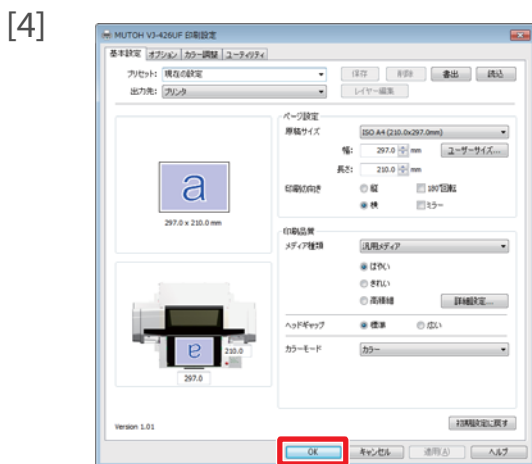 [4]
MUTOH VJ-426UF 印刷設定
基本設定 オプション カラー調整 ユーティリティ
プリセット: 現在の設定 保存 削除 書出 読込
出力先: プリンタ レイヤー編集
ページ設定
原稿サイズ ISO A4 (210.0x297.0mm)
幅: 297.0 mm ユーザーサイズ...
長さ: 210.0 mm
印刷の向き 縦 180°回転
横 ミラー
a
297.0 x 210.0 mm
印刷品質
メディア種類 汎用メディア
はやい
きれい
高精細 詳細設定...
ヘッドギャップ 標準 広い
カラーモード カラー
a
210.0
297.0
Version 1.01
初期設定に戻す
OK キャンセル 適用(A) ヘルプ